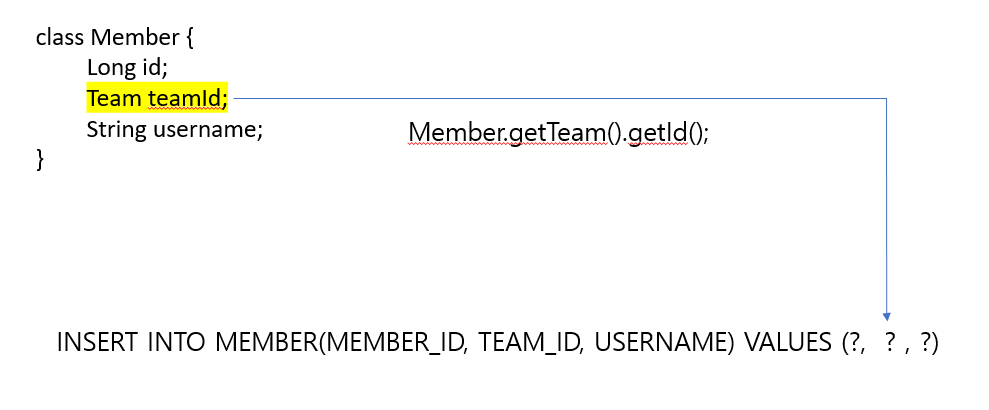 class Member {
Long id;
Team teamId;
String username;
}
Member.getTeam().getId();
INSERT INTO MEMBER(MEMBER_ID, TEAM_ID, USERNAME) VALUES (?, ? , ?)